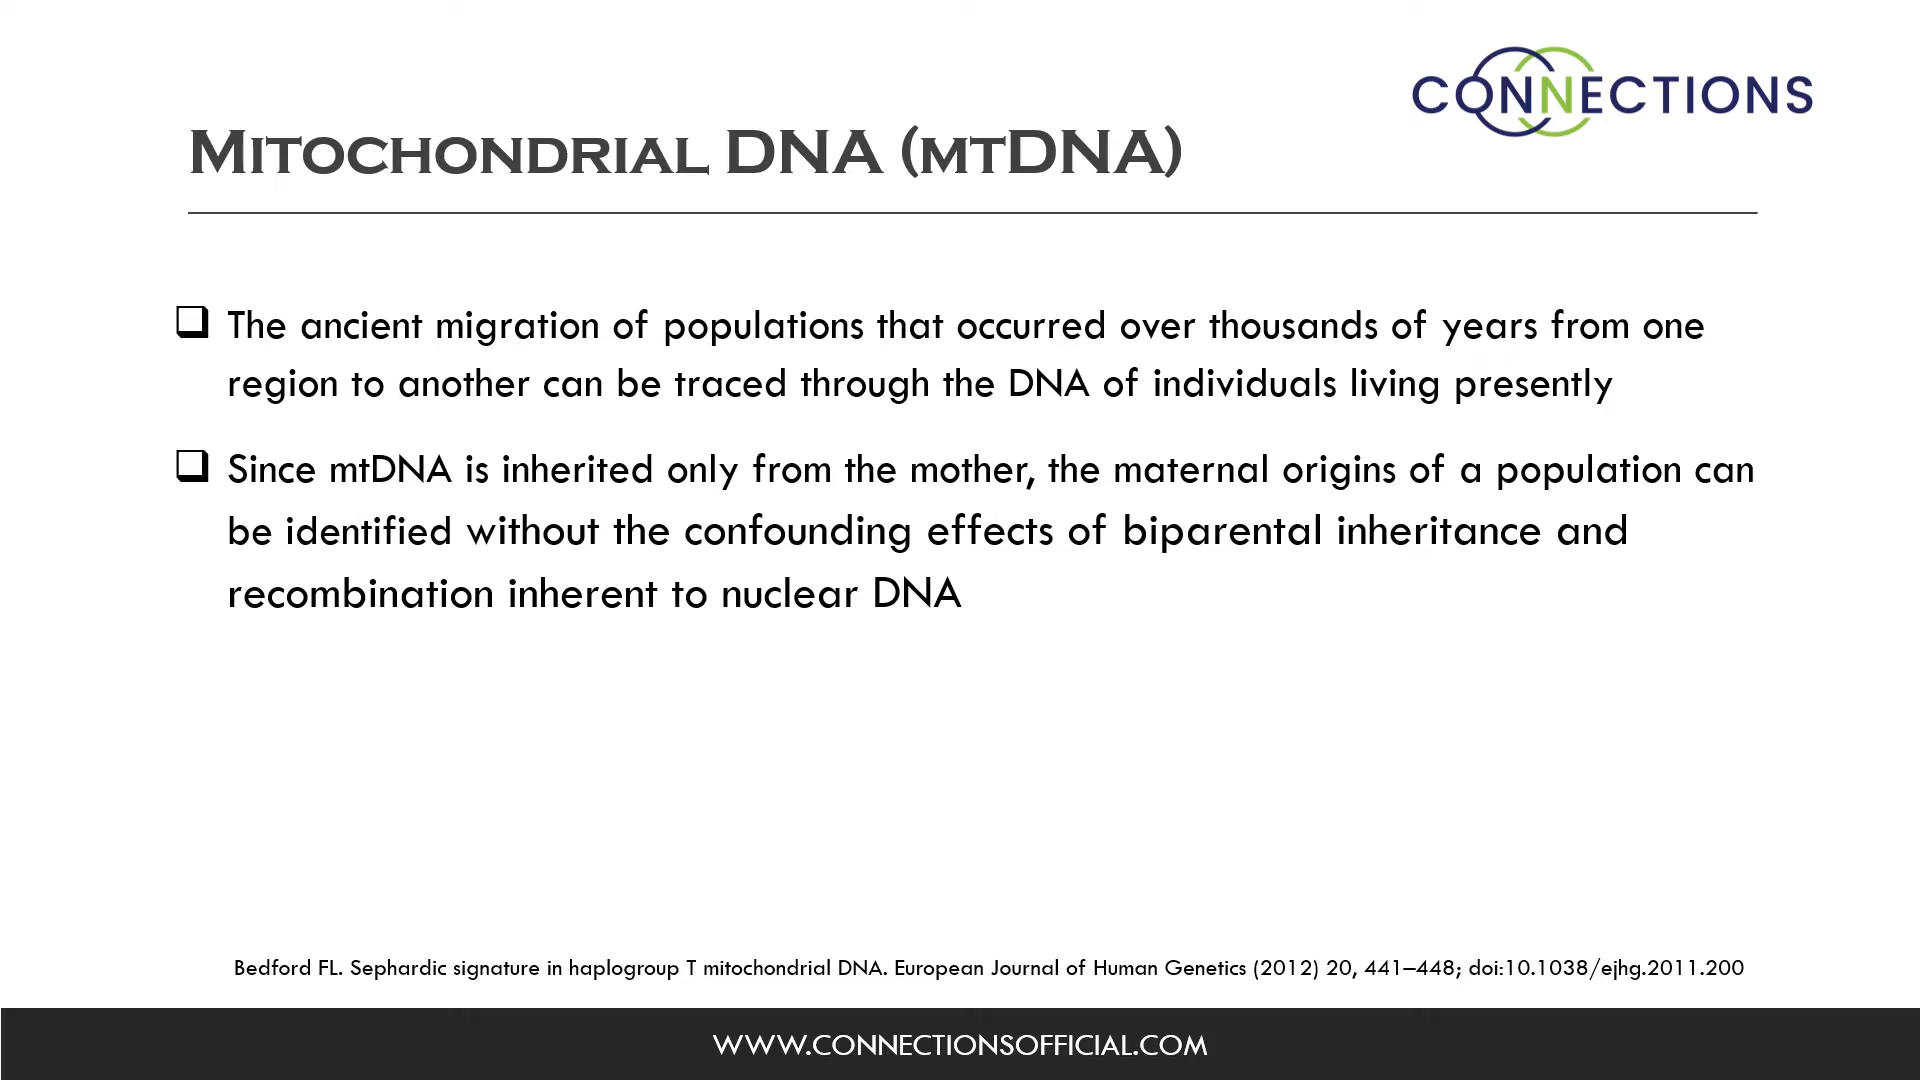 CONNECTIONS
MITOCHONDRIAL DNA (MTDNA)
The ancient migration of populations that occurred over thousands of years from one
region to another can be traced through the DNA of individuals living presently
Since mtDNA is inherited only from the mother, the maternal origins of a population can
be identified without the confounding effects of biparental inheritance and
recombination inherent to nuclear DNA
Bedford FL. Sephardic signature in haplogroup T mitochondrial DNA. European Journal of Human Genetics (2012) 20, 441–448; doi:10.1038/ejhg.2011.200
WWW.CONNECTIONSOFFICIAL.COM